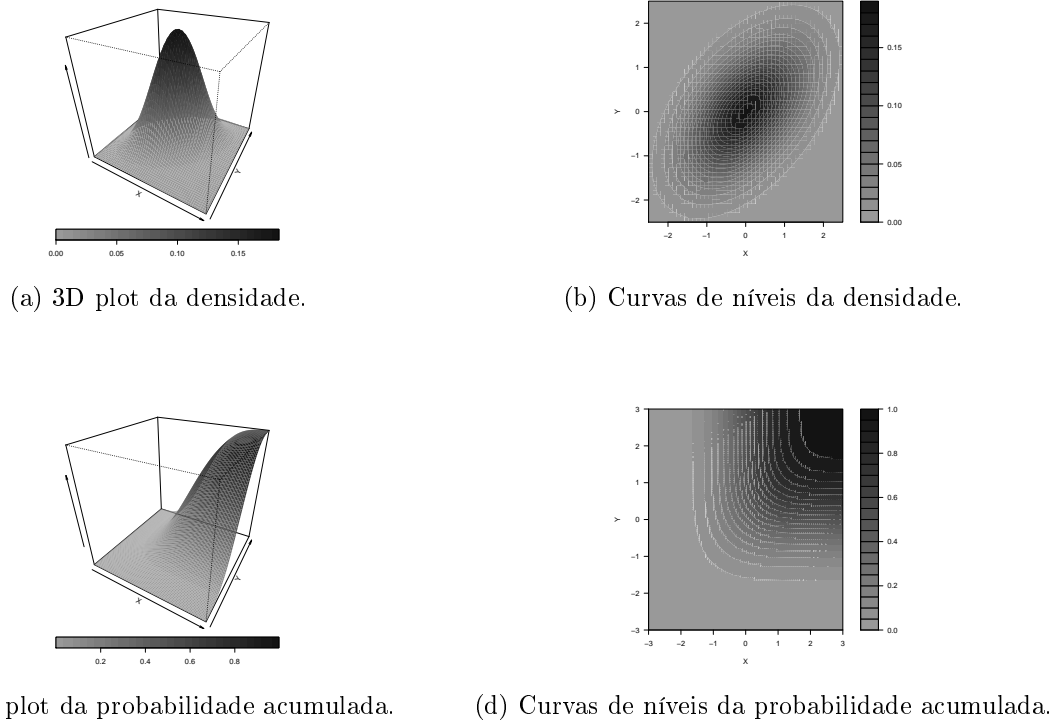 X
Y
0.00 0.05 0.10 0.15
(a) 3D plot da densidade.
2
1
0
−1
−2
Y
−2 −1 0 1 2
X
0.15
0.10
0.05
0.00
(b) Curvas de níveis da densidade.
X
Y
0.2 0.4 0.6 0.8
plot da probabilidade acumulada.
3
2
1
0
−1
−2
−3
Y
−3 −2 −1 0 1 2 3
X
1.0
0.8
0.6
0.4
0.2
0.0
(d) Curvas de níveis da probabilidade acumulada.